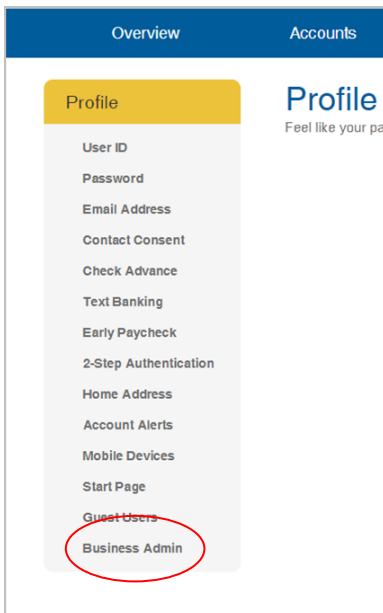 Overview Accounts
Profile
Profile
Feel like your pa
User ID
Password
Email Address
Contact Consent
Check Advance
Text Banking
Early Paycheck
2-Step Authentication
Home Address
Account Alerts
Mobile Devices
Start Page
Guest Users
Business Admin